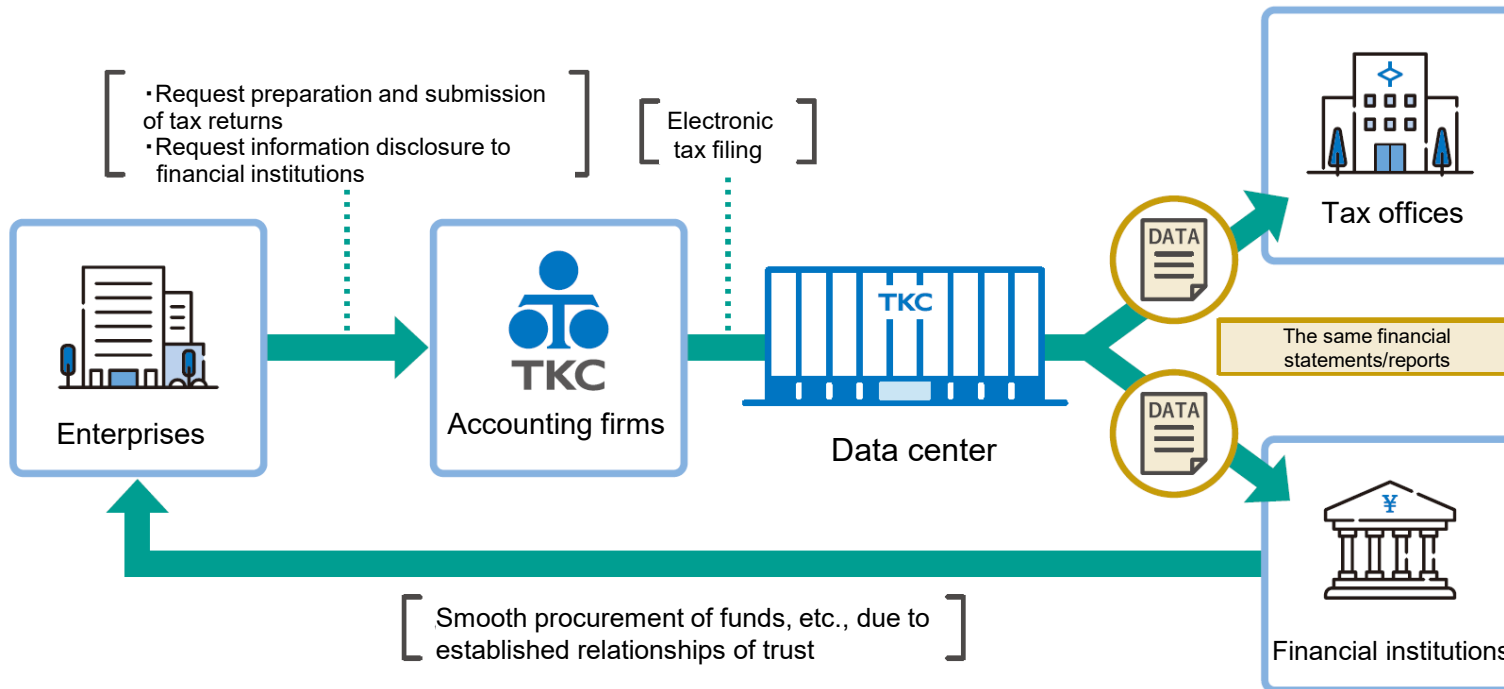 ・Request preparation and submission
of tax returns
・Request information disclosure to
financial institutions
Electronic
tax filing
Tax offices
DATA
TKC
TKC
The same financial
statements/reports
Enterprises
Accounting firms
Data center
DATA
¥
Smooth procurement of funds, etc., due to
established relationships of trust
Financial institutions